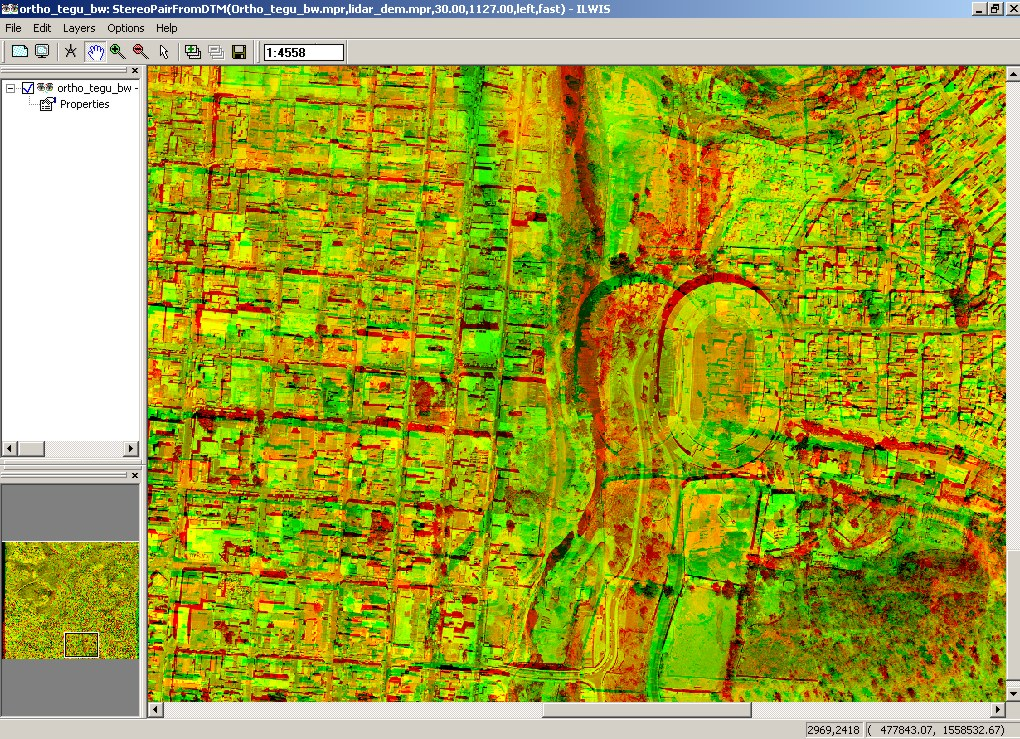 ortho_tegu_bw: StereoPairFromDTM(Ortho_tegu_bw.mpr,lidar_dem.mpr,30.00,1127.00,left,fast) - ILWIS
File Edit Layers Options Help
1:4558
ortho_tegu_bw -
Properties
2969,2418 ( 477843.07, 1558532.67)